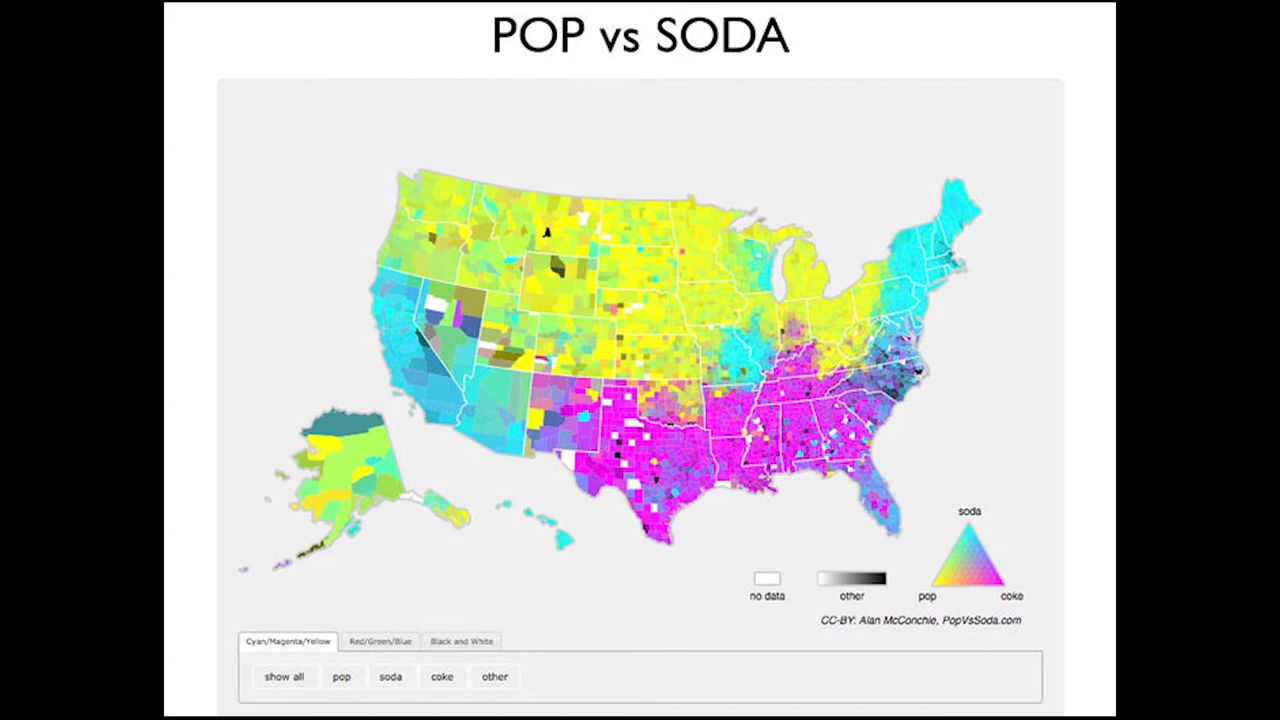 POP vs SODA
soda
pop
coke
no data
other
CC-BY: Alan McConchie, PopVsSoda.com
Cyan/Magenta/Yellow
Red/Green/Blue
Black and White
show all
pop
soda
coke
other